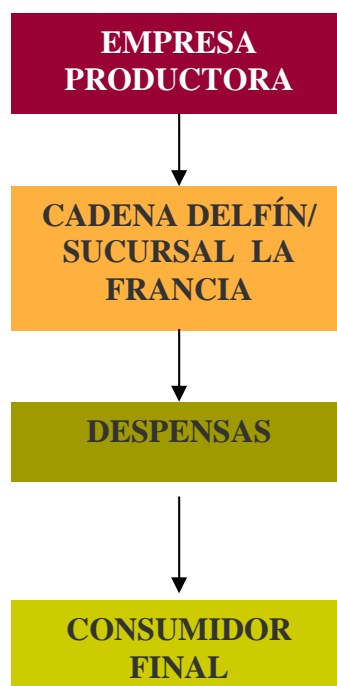 EMPRESA
PRODUCTORA
CADENA DELFÍN/
SUCURSAL LA
FRANCIA
DESPENSAS
CONSUMIDOR
FINAL